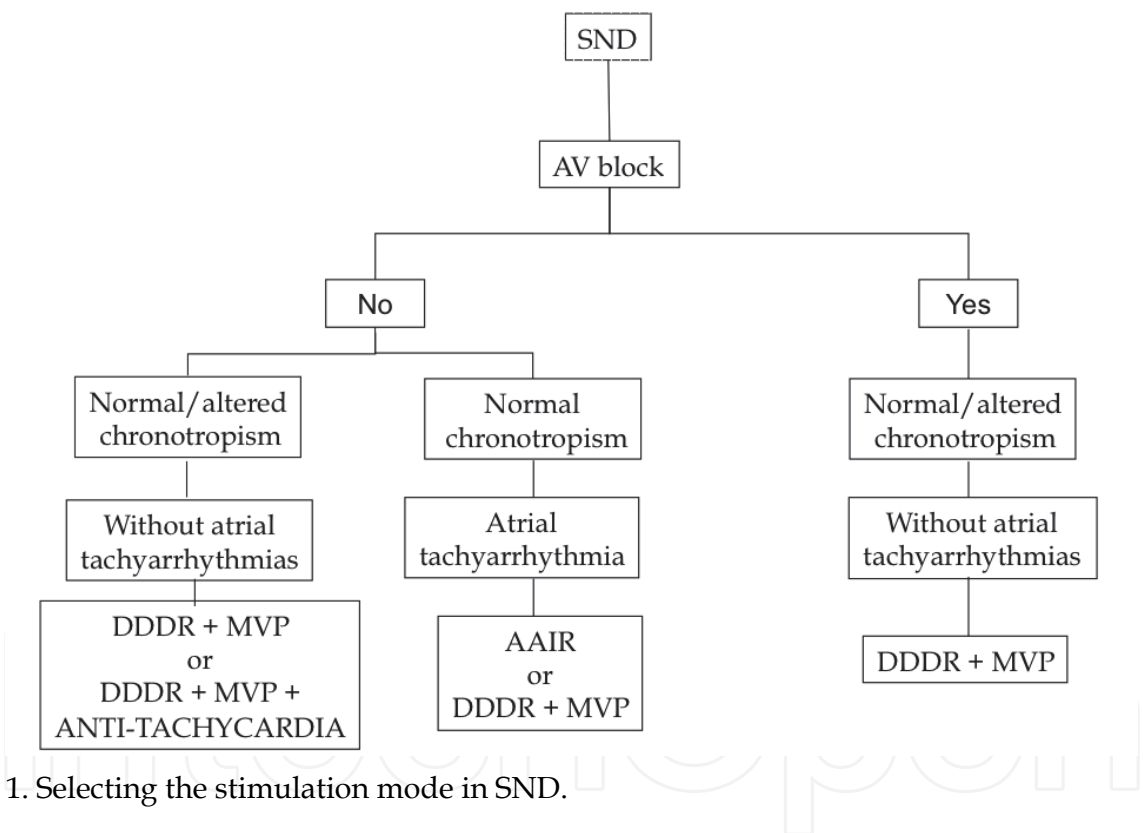 SND
AV block
No
Yes
Normal/altered
chronotropism
Normal
chronotropism
Normal/altered
chronotropism
Without atrial
tachyarrhythmias
Atrial
tachyarrhythmia
Without atrial
tachyarrhythmias
DDDR + MVP
or
DDDR + MVP +
ANTI-TACHYCARDIA
AAIR
or
DDDR + MVP
DDDR + MVP
1. Selecting the stimulation mode in SND.